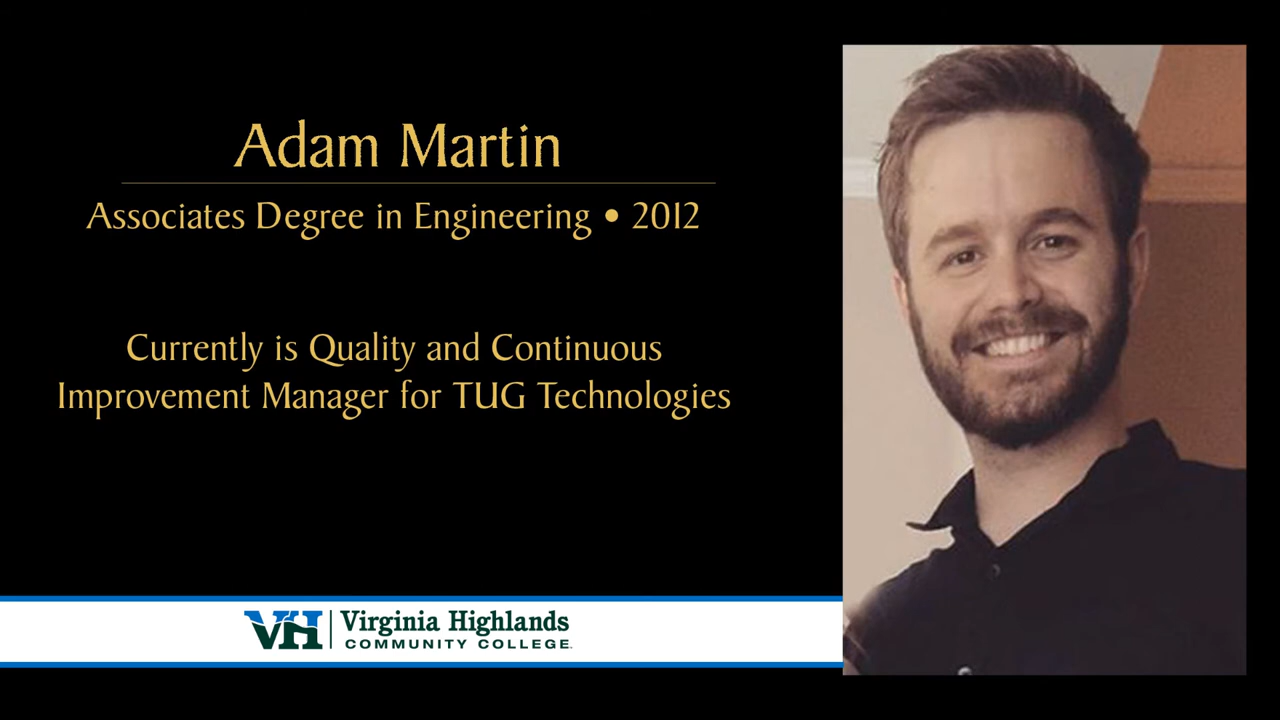 Adam Martin
Associates Degree in Engineering • 2012
Currently is Quality and Continuous
Improvement Manager for TUG Technologies
VH Virginia Highlands
COMMUNITY COLLEGE